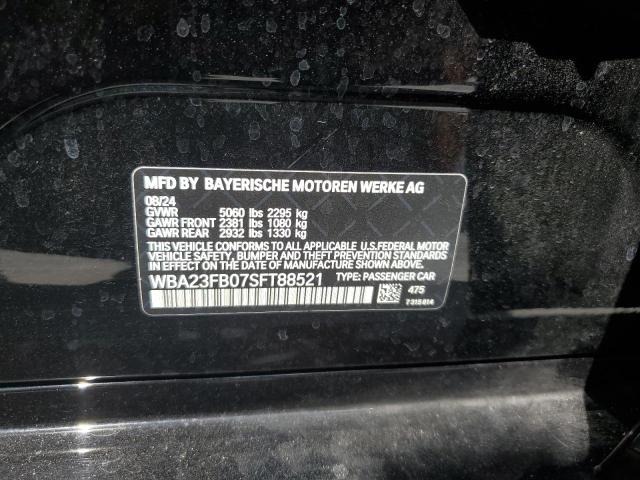 MFD BY BAYERISCHE MOTOREN WERKE AG
08/24
GVWR 5060 lbs 2295 kg
GAWR FRONT 2381 lbs 1080 kg
GAWR REAR 2932 lbs 1330 kg
THIS VEHICLE CONFORMS TO ALL APPLICABLE U.S.FEDERAL MOTOR
VEHICLE SAFETY, BUMPER AND THEFT PREVENTION STANDARDS
IN EFFECT ON THE DATE OF MANUFACTURE SHOWN ABOVE.
WBA23FB07SFT88521 TYPE: PASSENGER CAR
475
7315814